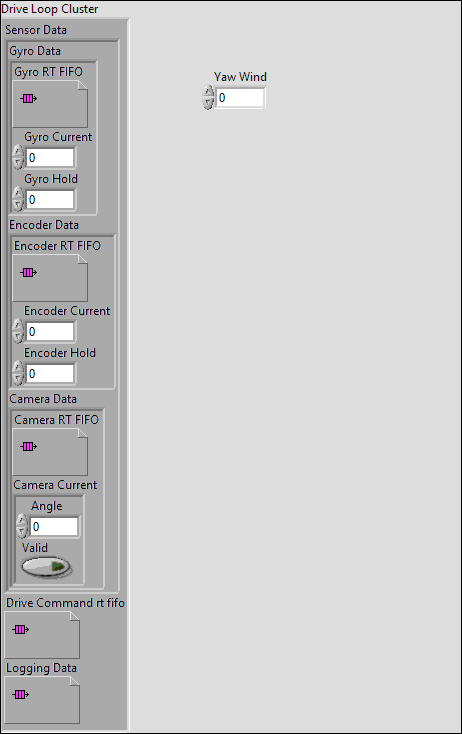 Drive Loop Cluster
Sensor Data
Gyro Data
Gyro RT FIFO
Gyro Current
0
Gyro Hold
0
Encoder Data
Encoder RT FIFO
Encoder Current
0
Encoder Hold
0
Camera Data
Camera RT FIFO
Camera Current
Angle
0
Valid
Drive Command rt fifo
Logging Data
Yaw Wind
0